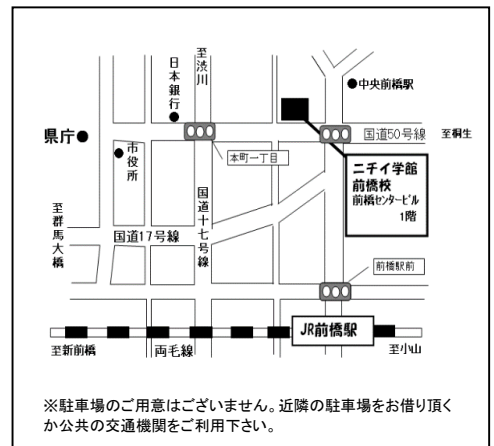 至渋川
日本銀行
中央前橋駅
県庁
国道50号線
至桐生
市役所
本町一丁目
ニチイ学館
前橋校
前橋センタービル
1階
至群馬大橋
国道十七号線
国道17号線
前橋駅前
JR前橋駅
至新前橋
両毛線
至小山
※駐車場のご用意はございません。近隣の駐車場をお借り頂く
か公共の交通機関をご利用下さい。